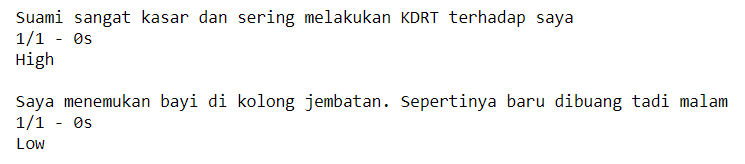 Suami sangat kasar dan sering melakukan KDRT terhadap saya
1/1 - 0s
High
Saya menemukan bayi di kolong jembatan. Sepertinya baru dibuang tadi malam
1/1 - 0s
Low